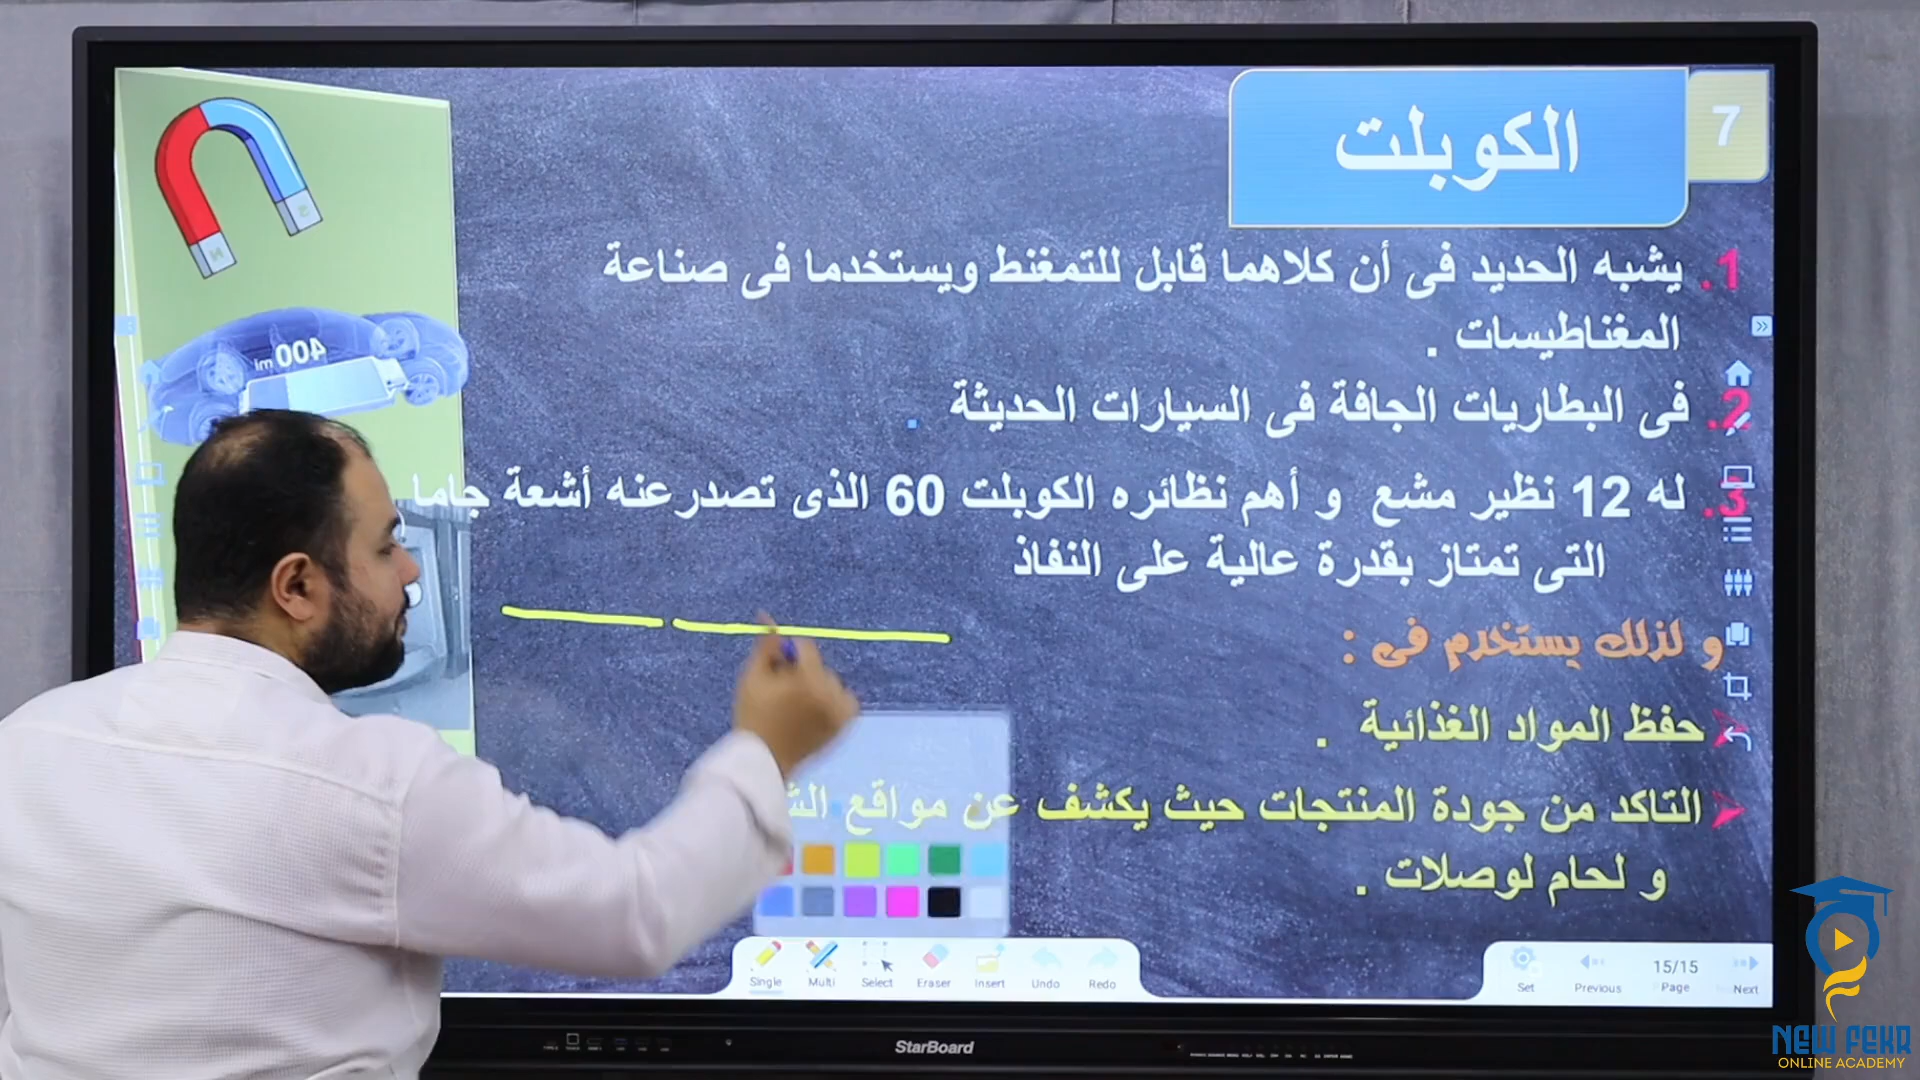 7
الكوبلت
1. يشبه الحديد فى أن كلاهما قابل للتمغنط ويستخدما فى صناعة
المغناطيسات .
2. فى البطاريات الجافة فى السيارات الحديثة .
3. له 12 نظير مشع و أهم نظائره الكوبلت 60 الذى تصدرعنه أشعة جاما
التى تمتاز بقدرة عالية على النفاذ
و لذلك يستخدم فى :
حفظ المواد الغذائية .
التاكد من جودة المنتجات حيث يكشف عن مواقع
و لحام لوصلات .
400 mi
Single Multi Select Eraser Insert Undo Redo
Set Previous 15/15 Page Next
StarBoard
NEW FEKR
ONLINE ACADEMY